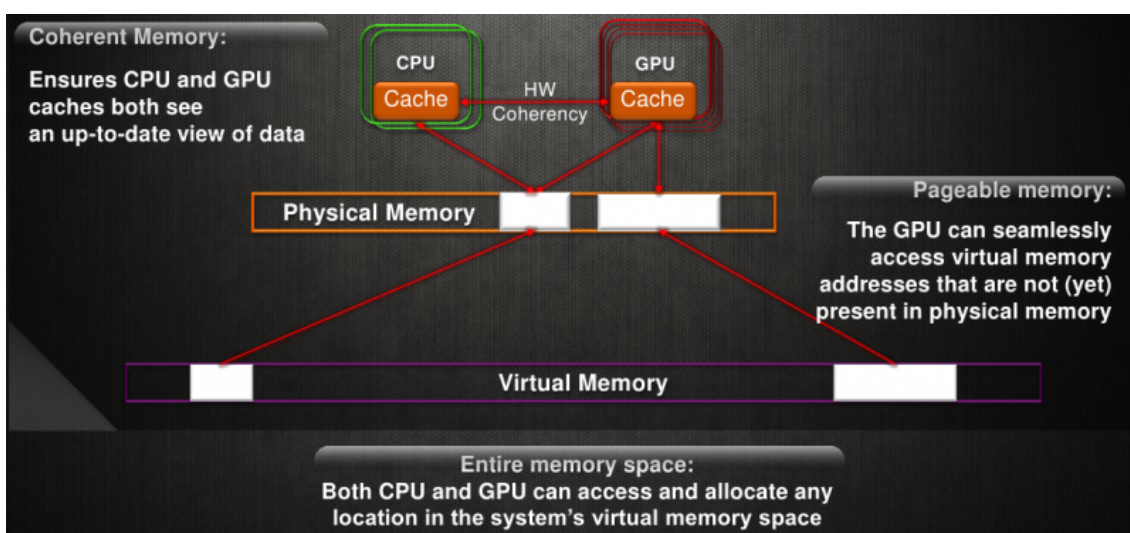 Coherent Memory:
Ensures CPU and GPU
caches both see
an up-to-date view of data
CPU
Cache
HW
Coherency
GPU
Cache
Physical Memory
Pageable memory:
The GPU can seamlessly
access virtual memory
addresses that are not (yet)
present in physical memory
Virtual Memory
Entire memory space:
Both CPU and GPU can access and allocate any
location in the system's virtual memory space